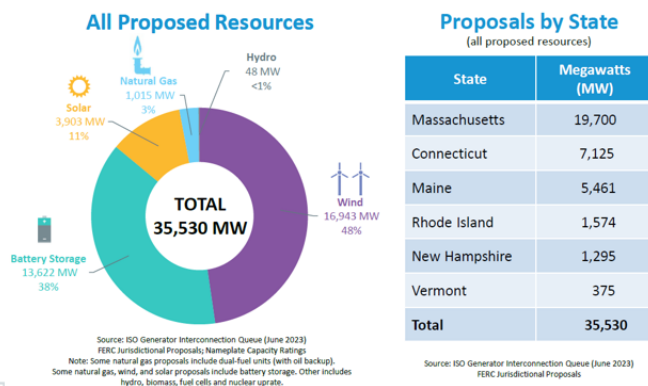 All Proposed Resources
Natural Gas
1,015 MW
3%
Hydro
48 MW
<1%
Solar
3,903 MW
11%
TOTAL
35,530 MW
Wind
16,943 MW
48%
Battery Storage
13,622 MW
38%
Source: ISO Generator Interconnection Queue (June 2023)
FERC Jurisdictional Proposals; Nameplate Capacity Ratings
Note: Some natural gas proposals include dual-fuel units (with oil backup).
Some natural gas, wind, and solar proposals include battery storage. Other includes
hydro, biomass, fuel cells and nuclear uprate.
Proposals by State
(all proposed resources)
State Megawatts (MW)
Massachusetts 19,700
Connecticut 7,125
Maine 5,461
Rhode Island 1,574
New Hampshire 1,295
Vermont 375
Total 35,530
Source: ISO Generator Interconnection Queue (June 2023)
FERC Jurisdictional Proposals